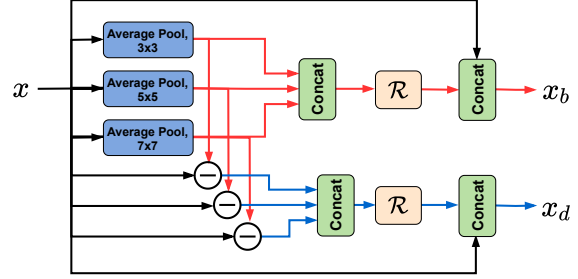 Average Pool,
3x3
x
Average Pool,
5x5
Average Pool,
7x7
Concat
R
Concat
x_b
−
−
−
Concat
R
Concat
x_d